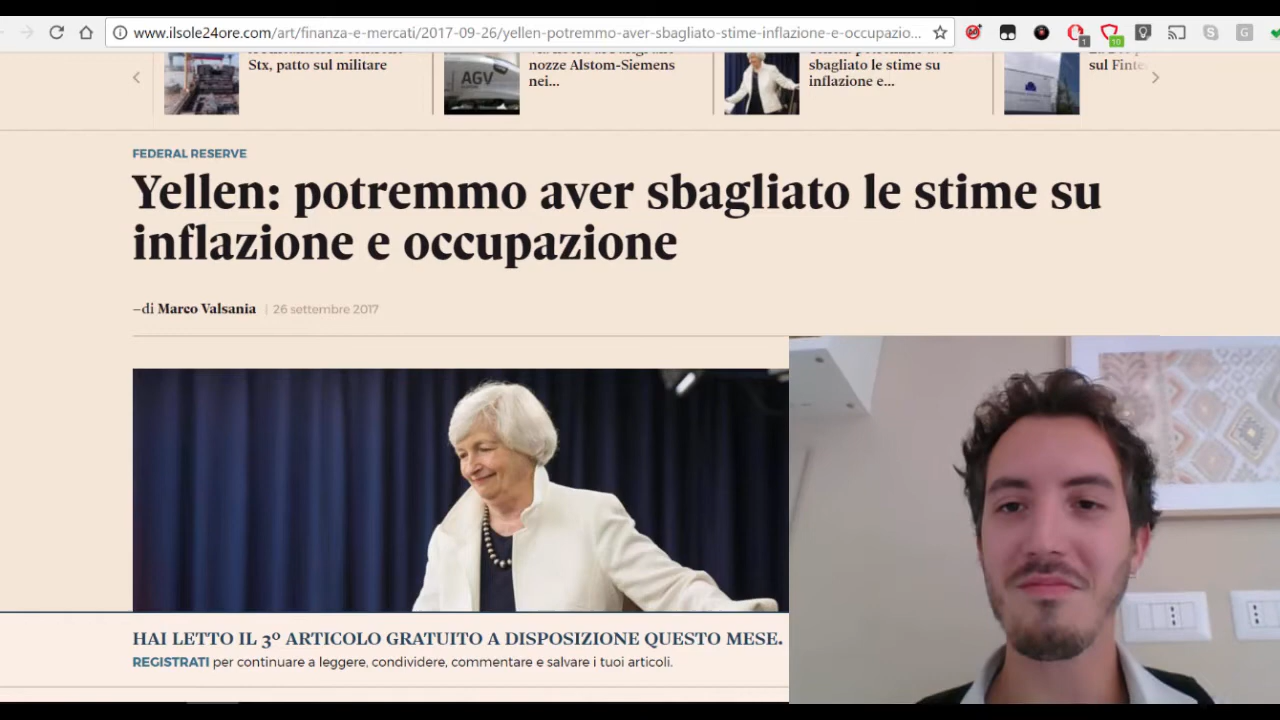 www.ilsole24ore.com/art/finanza-e-mercati/2017-09-26/yellen-potremmo-aver-sbagliato-stime-inflazione-e-occupazio...
Stx, patto sul militare
nozze Alstom-Siemens
nei...
AGV
sbagliato le stime su
inflazione e...
sul Finte
FEDERAL RESERVE
Yellen: potremmo aver sbagliato le stime su
inflazione e occupazione
–di Marco Valsania | 26 settembre 2017
HAI LETTO IL 3º ARTICOLO GRATUITO A DISPOSIZIONE QUESTO MESE.
REGISTRATI per continuare a leggere, condividere, commentare e salvare i tuoi articoli.